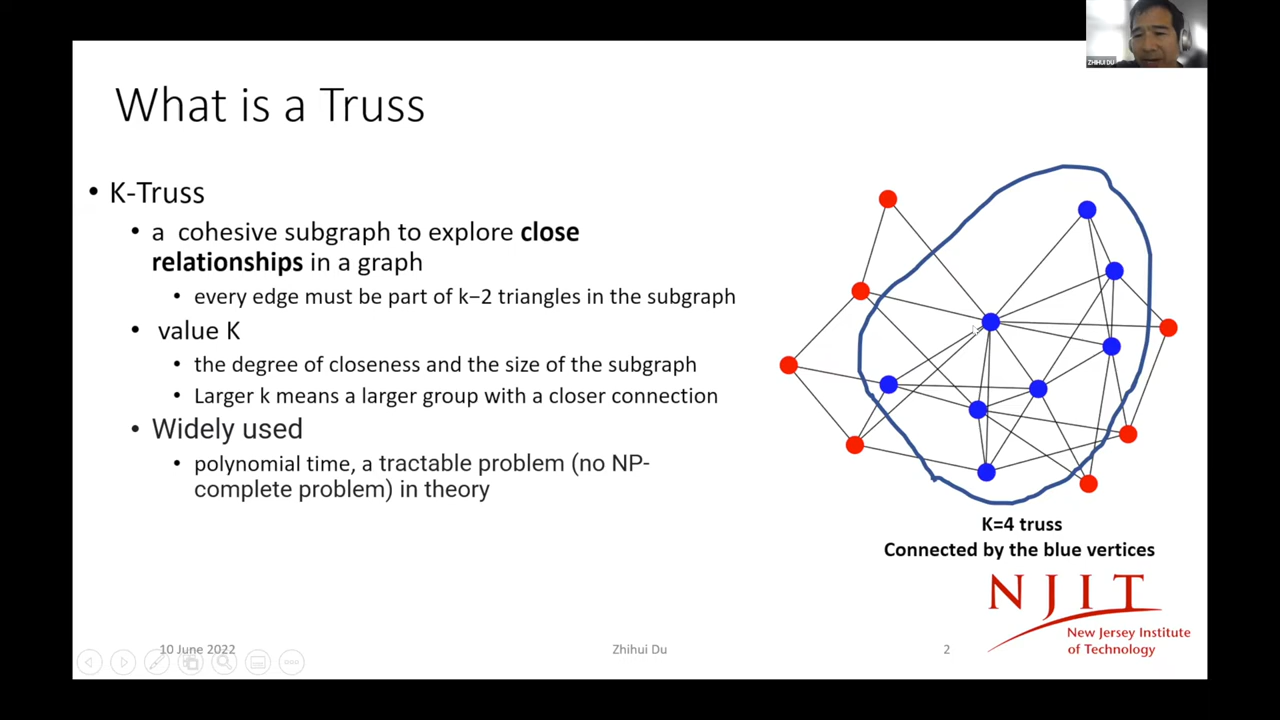 ZHIHUI DU
What is a Truss
• K-Truss
• a cohesive subgraph to explore close
relationships in a graph
• every edge must be part of k−2 triangles in the subgraph
• value K
• the degree of closeness and the size of the subgraph
• Larger k means a larger group with a closer connection
• Widely used
• polynomial time, a tractable problem (no NP-
complete problem) in theory
K=4 truss
Connected by the blue vertices
NJIT
New Jersey Institute
of Technology
10 June 2022
Zhihui Du
2